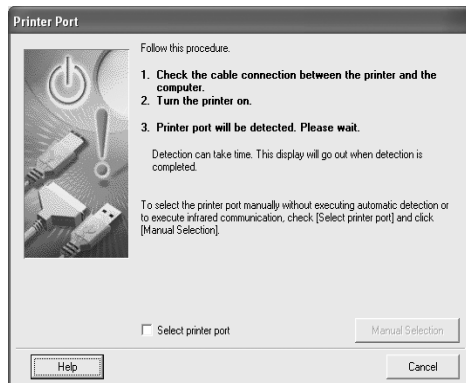 Printer Port
Follow this procedure.
1. Check the cable connection between the printer and the
computer.
2. Turn the printer on.
3. Printer port will be detected. Please wait.
Detection can take time. This display will go out when detection is
completed.
To select the printer port manually without executing automatic detection or
to execute infrared communication, check [Select printer port] and click
[Manual Selection].
Select printer port
Manual Selection
Help
Cancel